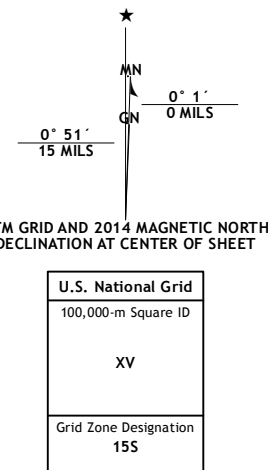 MN
0° 1´
0 MILS
GN
0° 51´
15 MILS
TM GRID AND 2014 MAGNETIC NORTH
DECLINATION AT CENTER OF SHEET
U.S. National Grid
100,000-m Square ID
XV
Grid Zone Designation
15S